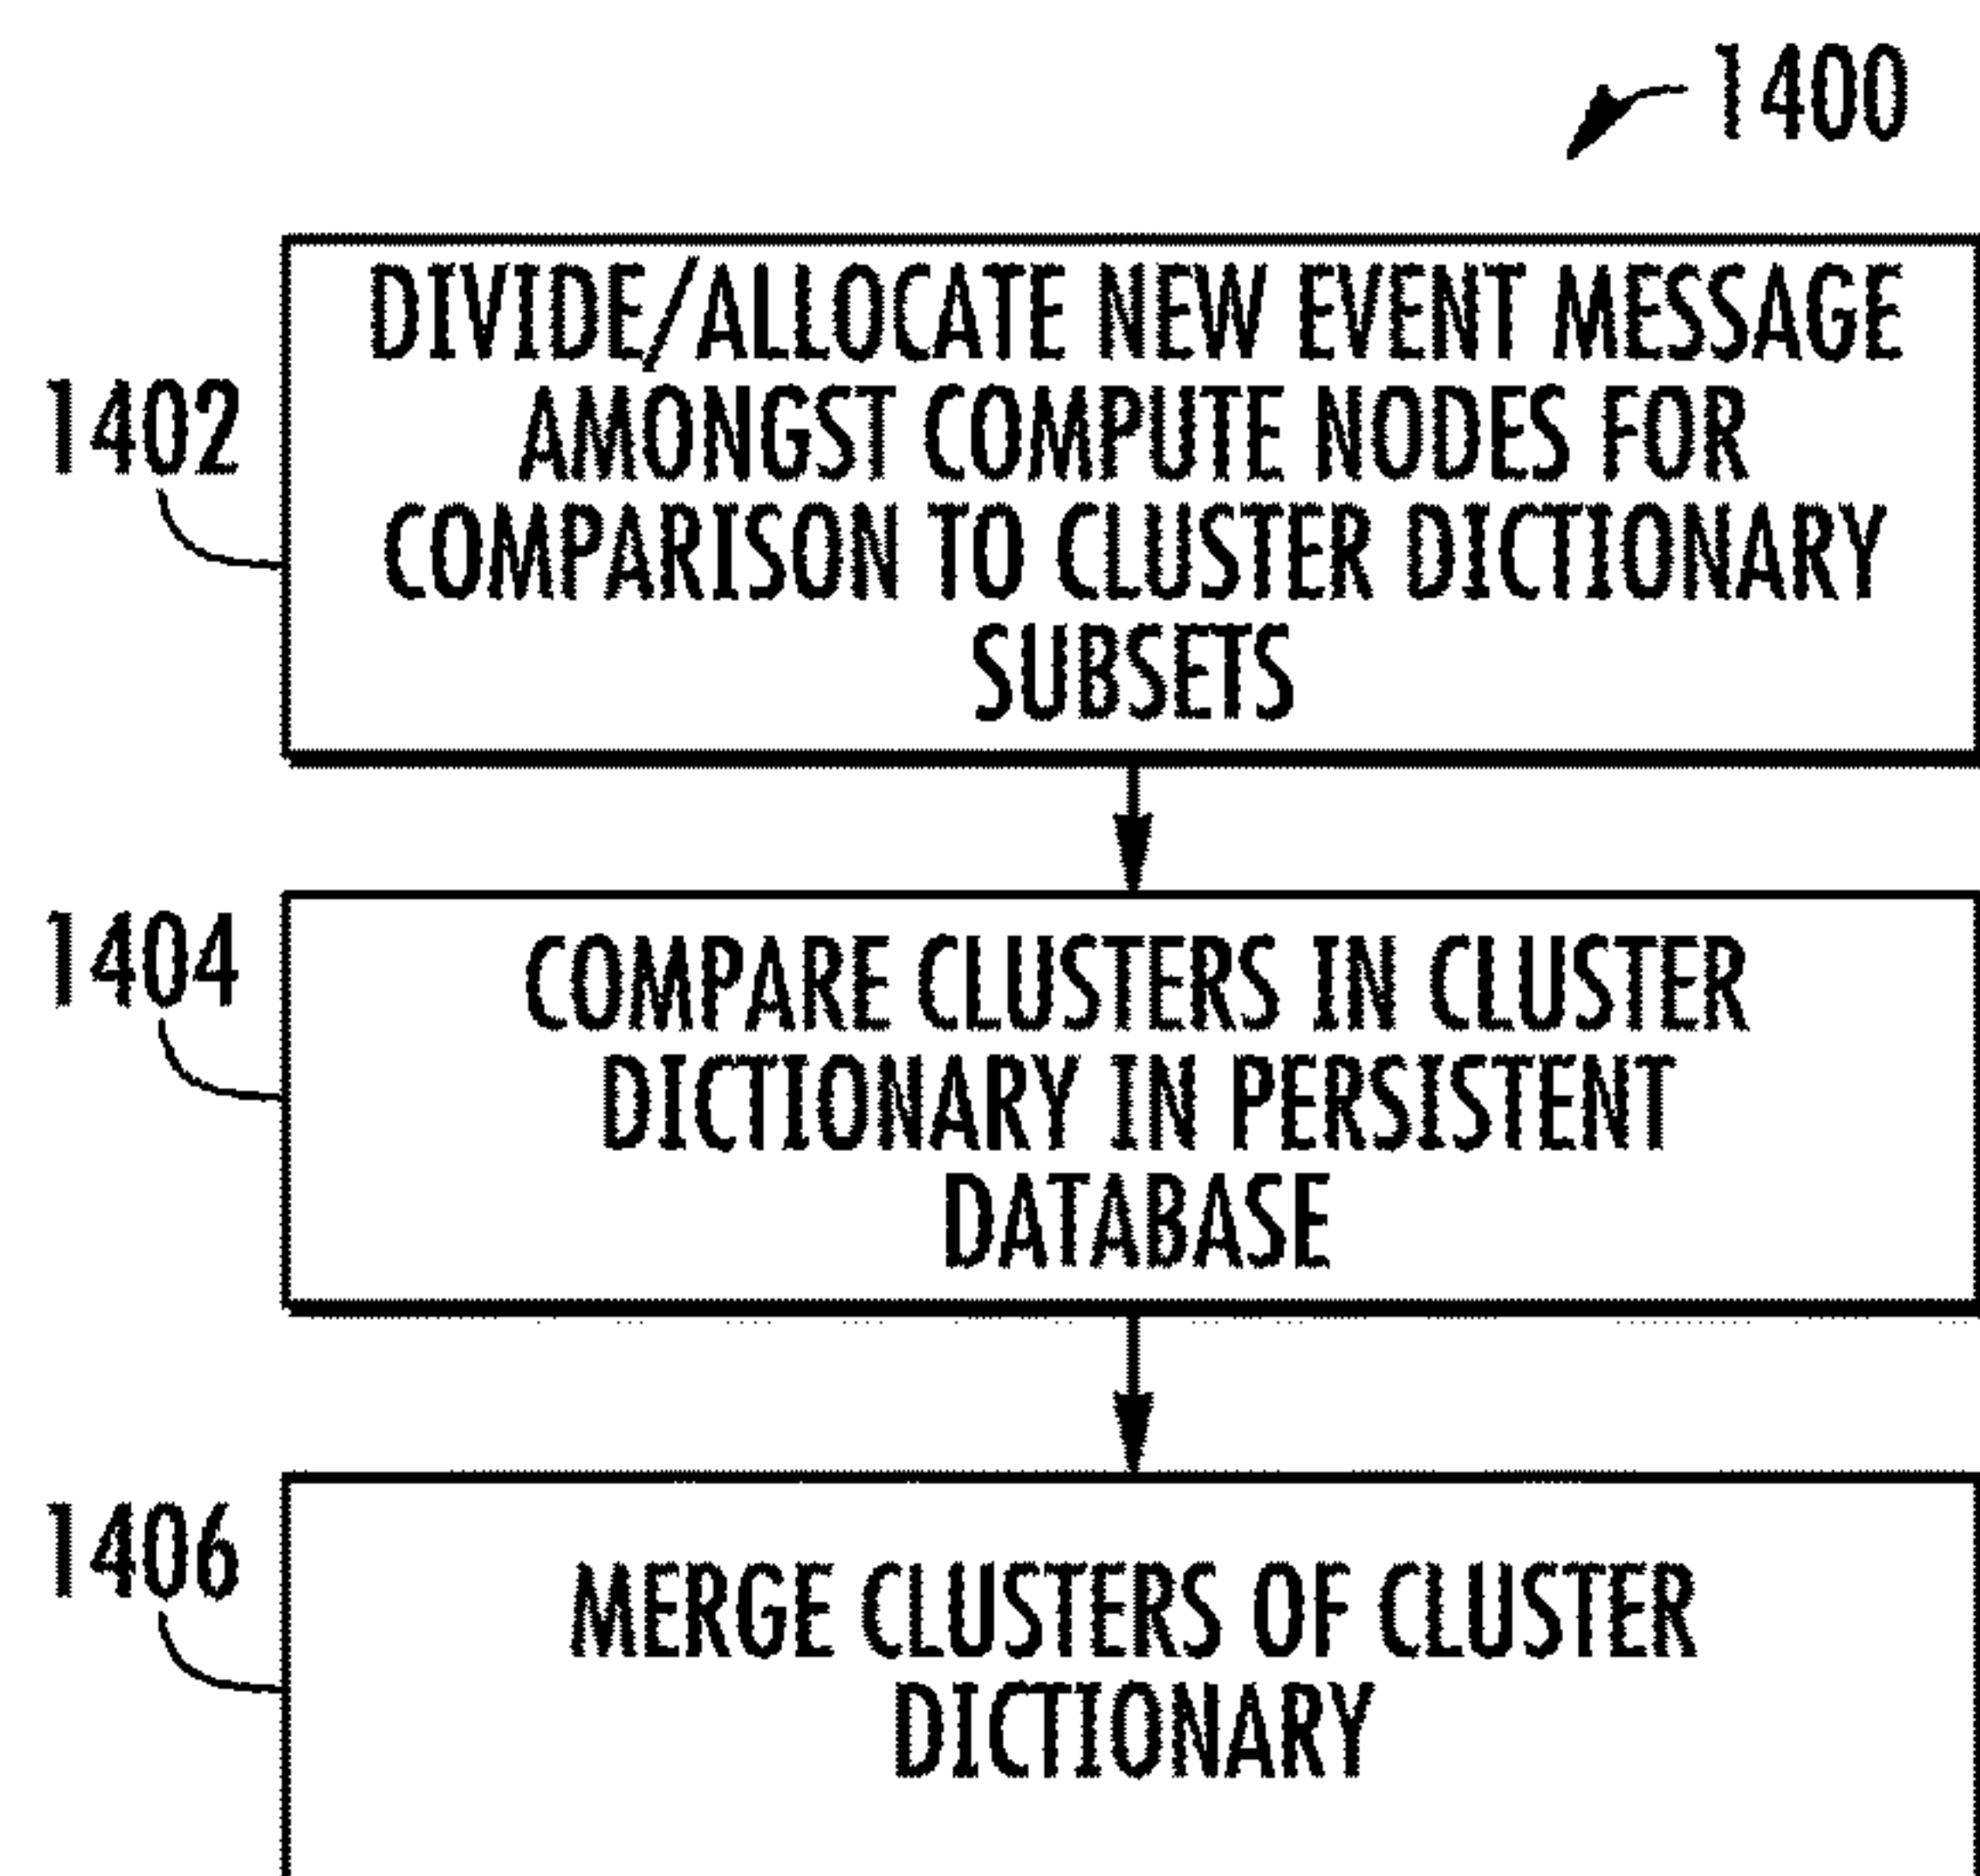 1400
DIVIDE/ALLOCATE NEW EVENT MESSAGE
AMONGST COMPUTE NODES FOR
COMPARISON TO CLUSTER DICTIONARY
SUBSETS
1402
COMPARE CLUSTERS IN CLUSTER
DICTIONARY IN PERSISTENT
DATABASE
1404
MERGE CLUSTERS OF CLUSTER
DICTIONARY
1406